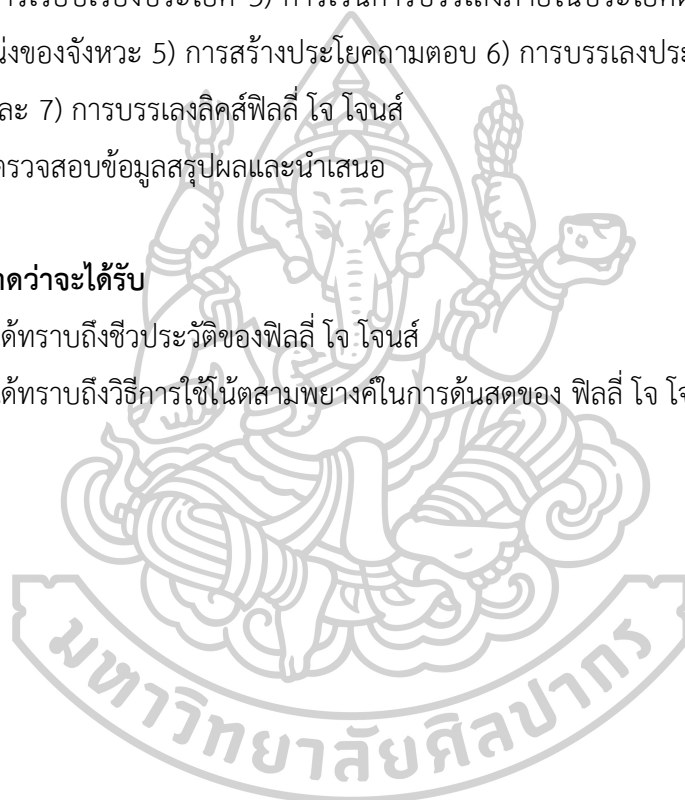 การเรียบเรียงประโยค 3) การเว้นการบรรเลงภายในประโยค
น่งของจังหวะ 5) การสร้างประโยคถามตอบ 6) การบรรเลงประ
ละ 7) การบรรเลงลิคส์ฟิลลี่ โจ โจนส์
ตรวจสอบข้อมูลสรุปผลและนำเสนอ
าดว่าจะได้รับ
ด้ทราบถึงชีวประวัติของฟิลลี่ โจ โจนส์
ด้ทราบถึงวิธีการใช้โน้ตสามพยางค์ในการด้นสดของ ฟิลลี่ โจ โจ
มหาวิทยาลัยศิลปากร